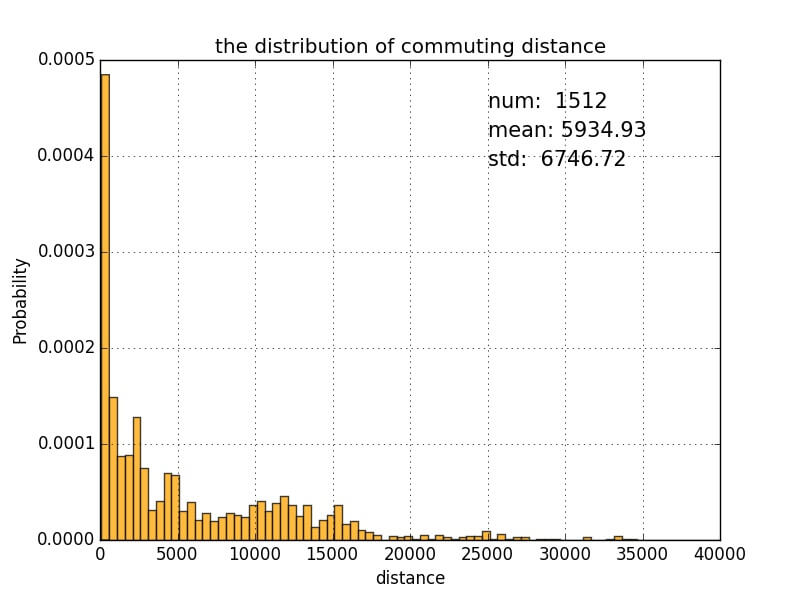 the distribution of commuting distance
num: 1512
mean: 5934.93
std: 6746.72
0.0005
0.0004
0.0003
0.0002
0.0001
0.0000
Probability
0 5000 10000 15000 20000 25000 30000 35000 40000
distance